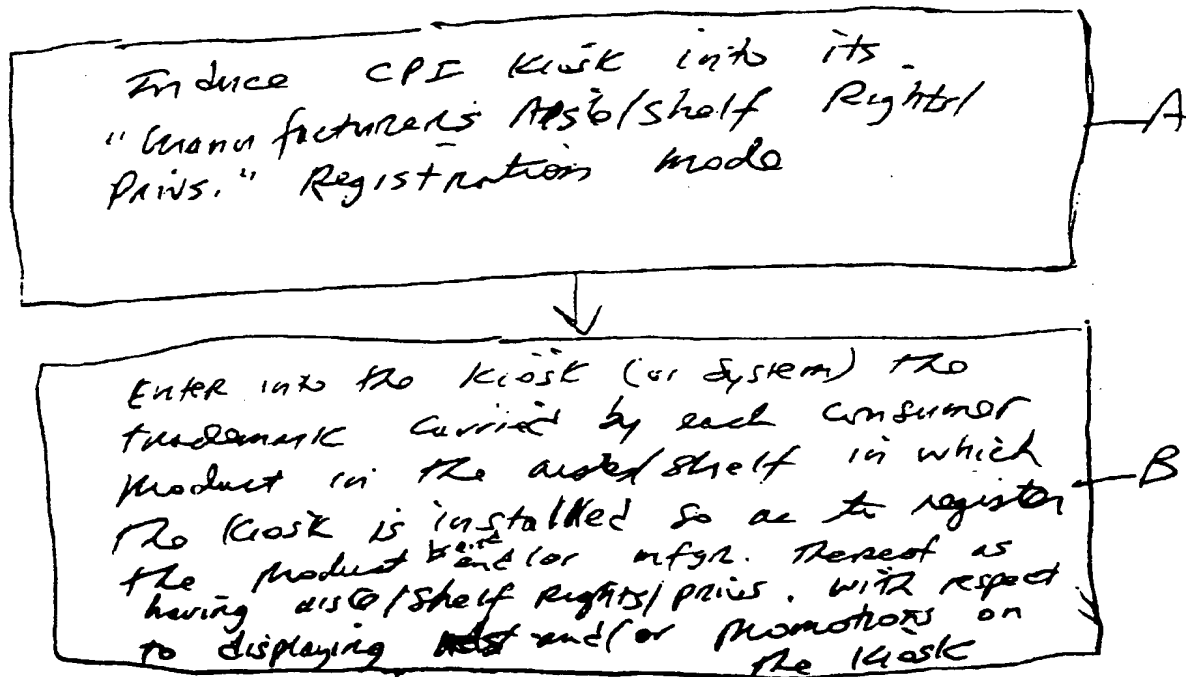 Induce CPI Kiosk into its
"Manufacturer's Aisle/Shelf Rights/
Privs." Registration mode
A
Enter into the Kiosk (or System) the
trademark carried by each consumer
product in the aisle/shelf in which
the Kiosk is installed so as to register
the product brand and/or mfgr. thereof as
having aisle/shelf rights/privs. with respect
to displaying and/or promotions on
the Kiosk
B